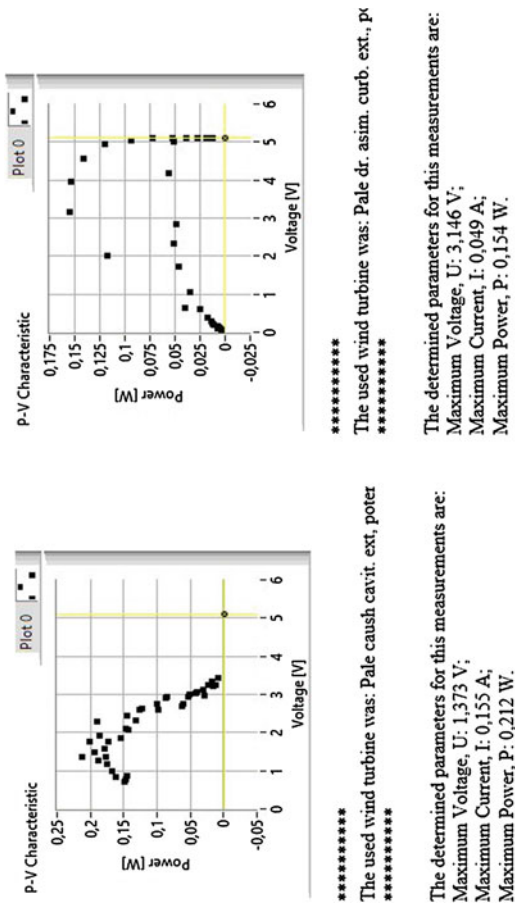 P-V Characteristic
Plot 0
0,25
0,2
0,15
0,1
0,05
0
-0,05
Power [W]
0 1 2 3 4 5 6
Voltage [V]
**********
The used wind turbine was: Pale caush cavit. ext, poter
**********
The determined parameters for this measurements are:
Maximum Voltage, U: 1,373 V;
Maximum Current, I: 0,155 A;
Maximum Power, P: 0,212 W.
P-V Characteristic
Plot 0
0,175
0,15
0,125
0,1
0,075
0,05
0,025
0
-0,025
Power [W]
0 1 2 3 4 5 6
Voltage [V]
**********
The used wind turbine was: Pale dr. asim. curb. ext., po
**********
The determined parameters for this measurements are:
Maximum Voltage, U: 3,146 V;
Maximum Current, I: 0,049 A;
Maximum Power, P: 0,154 W.